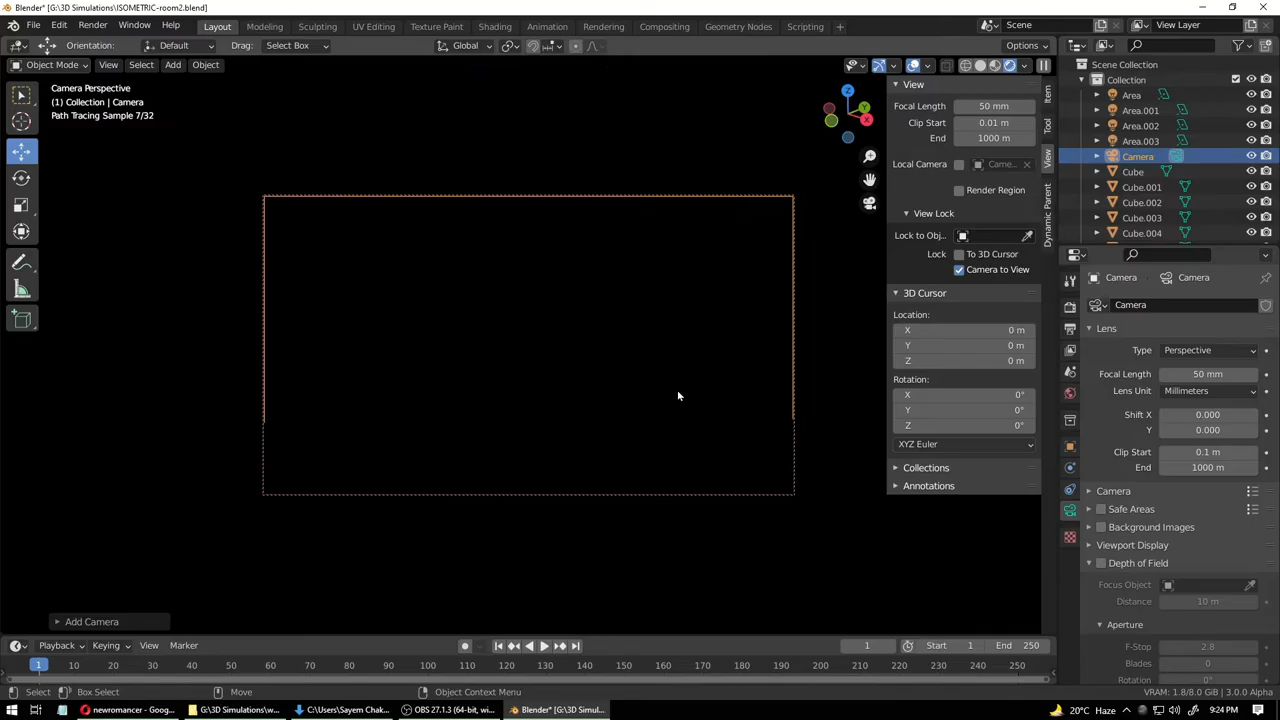 Blender* [G:\3D Simulations\ISOMETRIC-room2.blend]
File Edit Render Window Help Layout Modeling Sculpting UV Editing Texture Paint Shading Animation Rendering Compositing Geometry Nodes Scripting Scene View Layer
Orientation: Default Drag: Select Box Global Options
Object Mode View Select Add Object
Camera Perspective
(1) Collection | Camera
Path Tracing Sample 7/32
Z
Y
X
View
Focal Length 50 mm
Clip Start 0.01 m
End 1000 m
Local Camera Came...
Render Region
View Lock
Lock to Obj...
Lock To 3D Cursor
Camera to View
3D Cursor
Location:
X 0 m
Y 0 m
Z 0 m
Rotation:
X 0°
Y 0°
Z 0°
XYZ Euler
Collections
Annotations
Item
Tool
View
Dynamic Parent
Scene Collection
Collection
Area
Area.001
Area.002
Area.003
Camera
Cube
Cube.001
Cube.002
Cube.003
Cube.004
Camera Camera
Camera
Lens
Type Perspective
Focal Length 50 mm
Lens Unit Millimeters
Shift X 0.000
Y 0.000
Clip Start 0.1 m
End 1000 m
Camera
Safe Areas
Background Images
Viewport Display
Depth of Field
Focus Object
Distance 10 m
Aperture
F-Stop 2.8
Blades 0
Rotation 0°
Add Camera
Playback Keying View Marker 1 Start 1 End 250
1 10 20 30 40 50 60 70 80 90 100 110 120 130 140 150 160 170 180 190 200 210 220 230 240 250
Select Box Select Move Object Context Menu VRAM: 1.8/8.0 GiB | 3.0.0 Alpha
newromancer - Goog... G:\3D Simulations\w... C:\Users\Sayem Chak... OBS 27.1.3 (64-bit, wi... Blender* [G:\3D Simul... 20°C Haze 9:24 PM